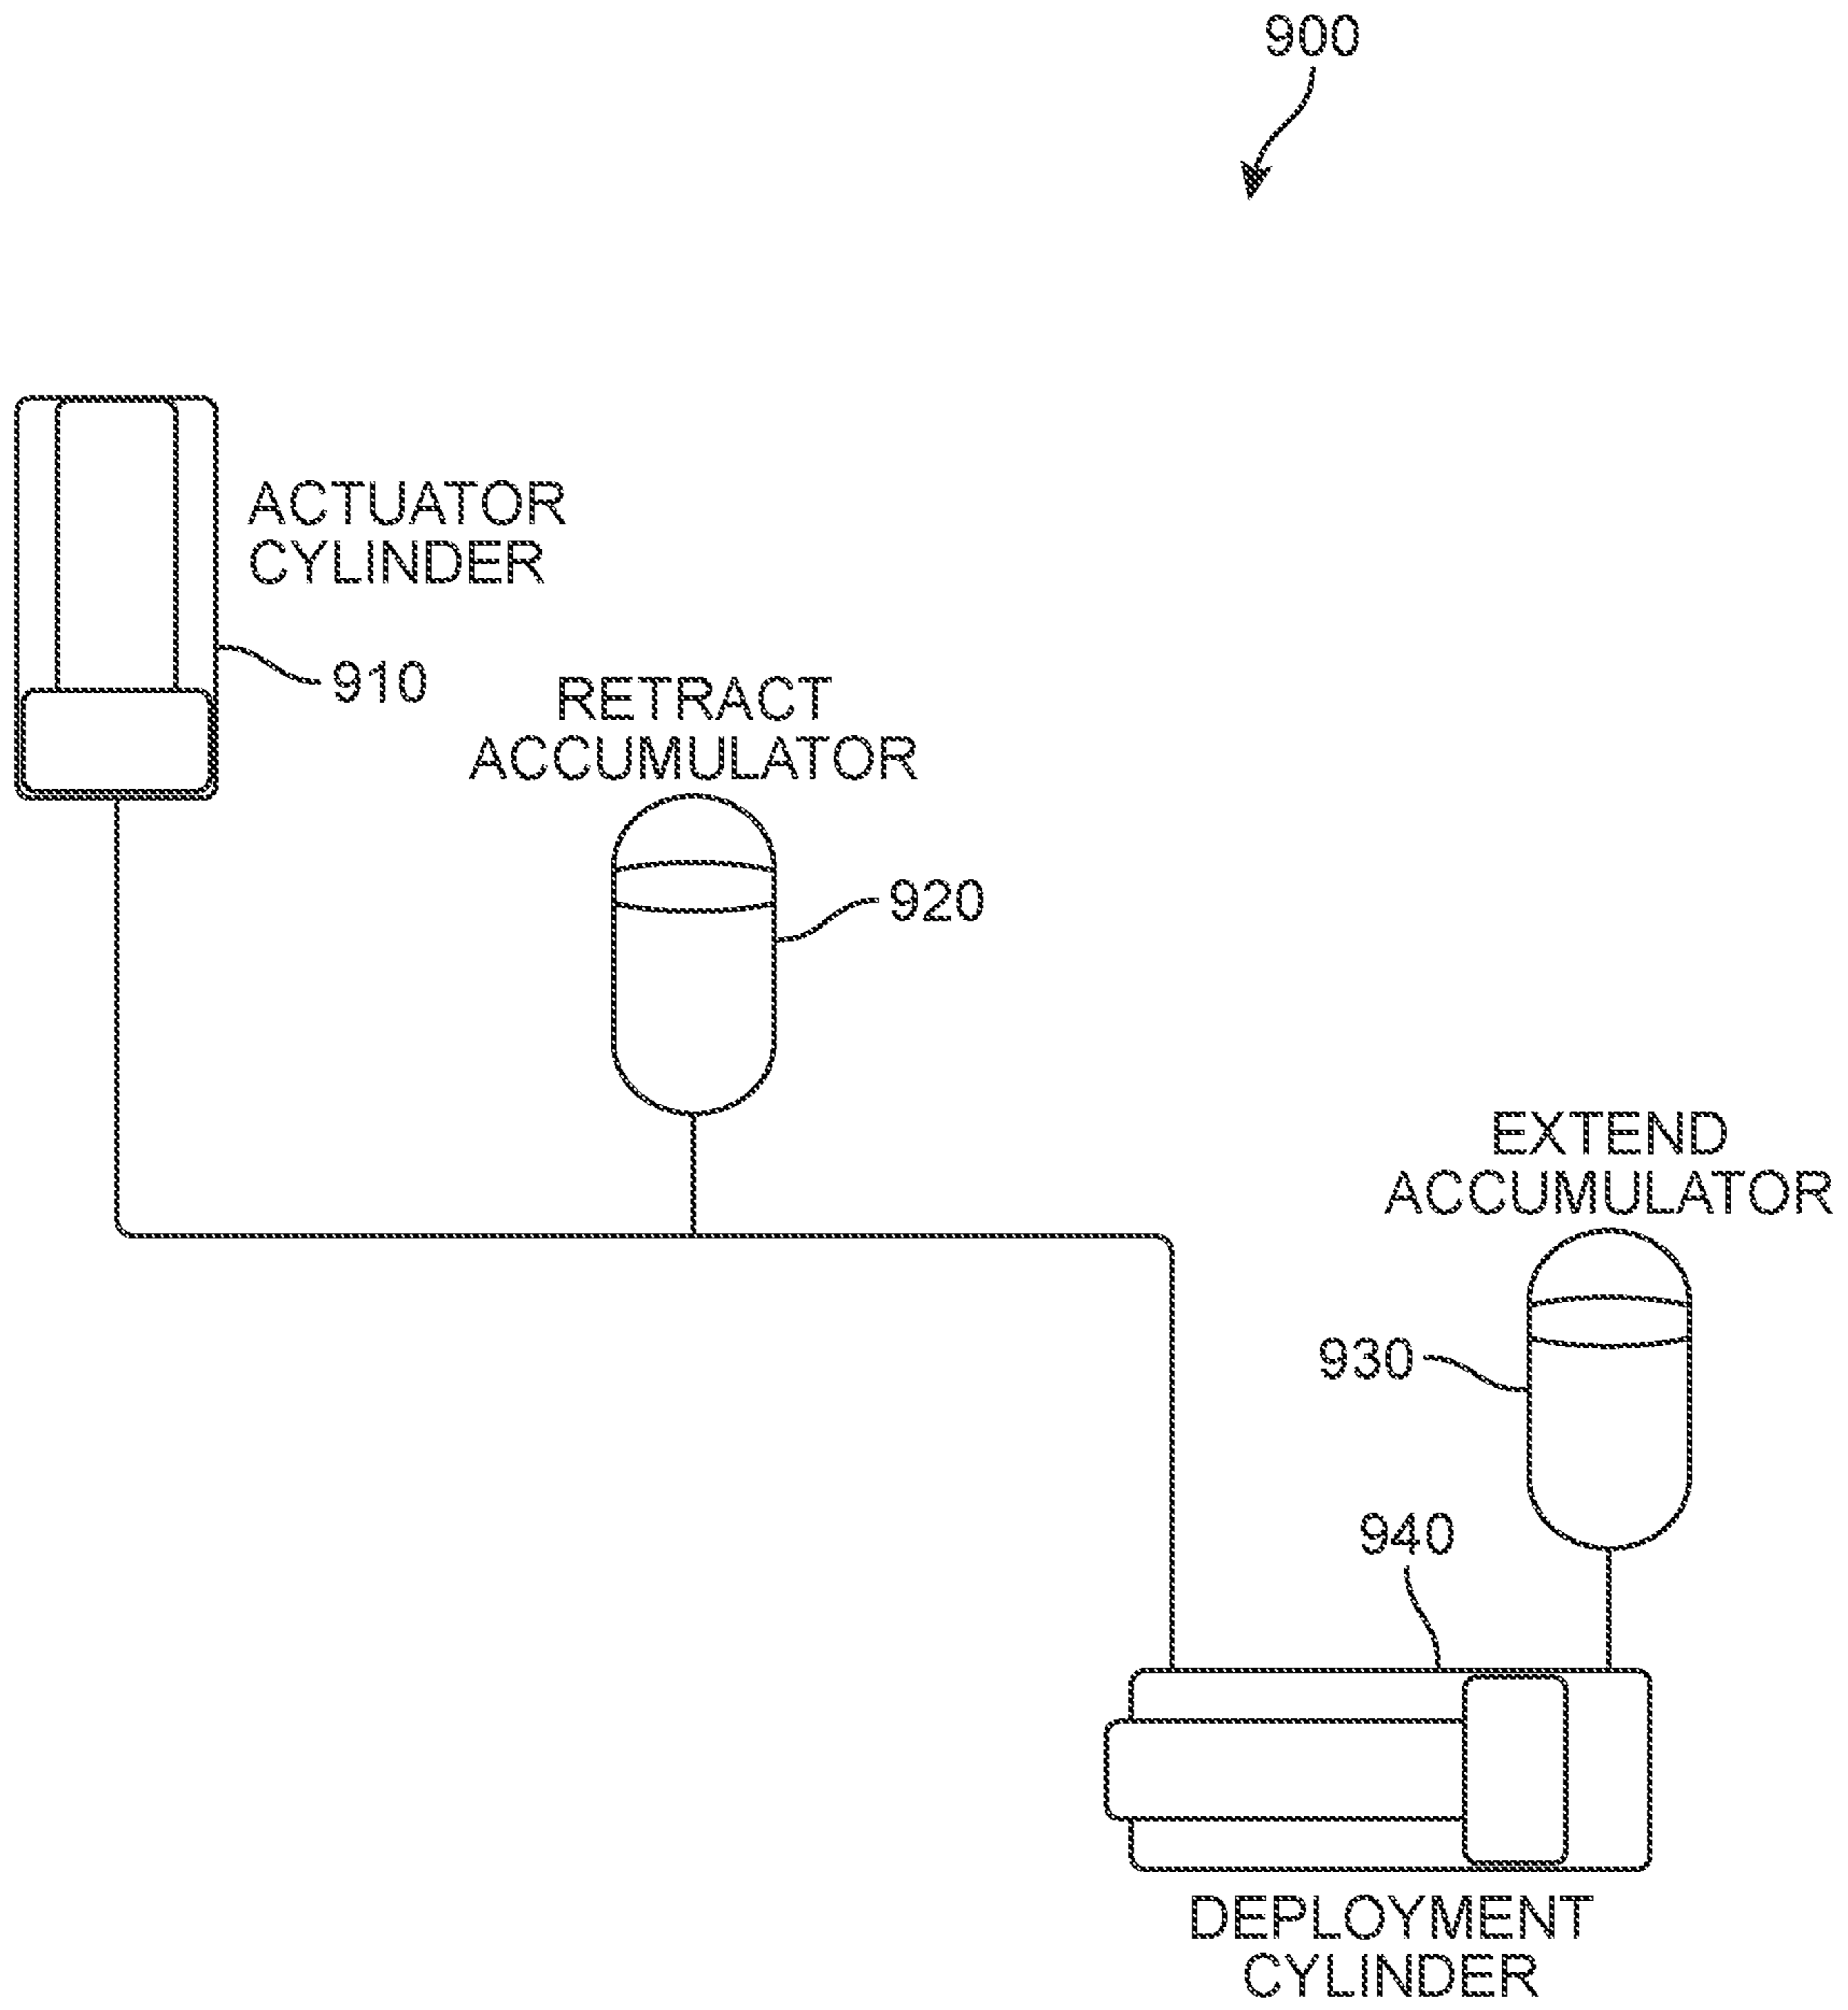 900
ACTUATOR
CYLINDER
910
RETRACT
ACCUMULATOR
920
EXTEND
ACCUMULATOR
930
940
DEPLOYMENT
CYLINDER